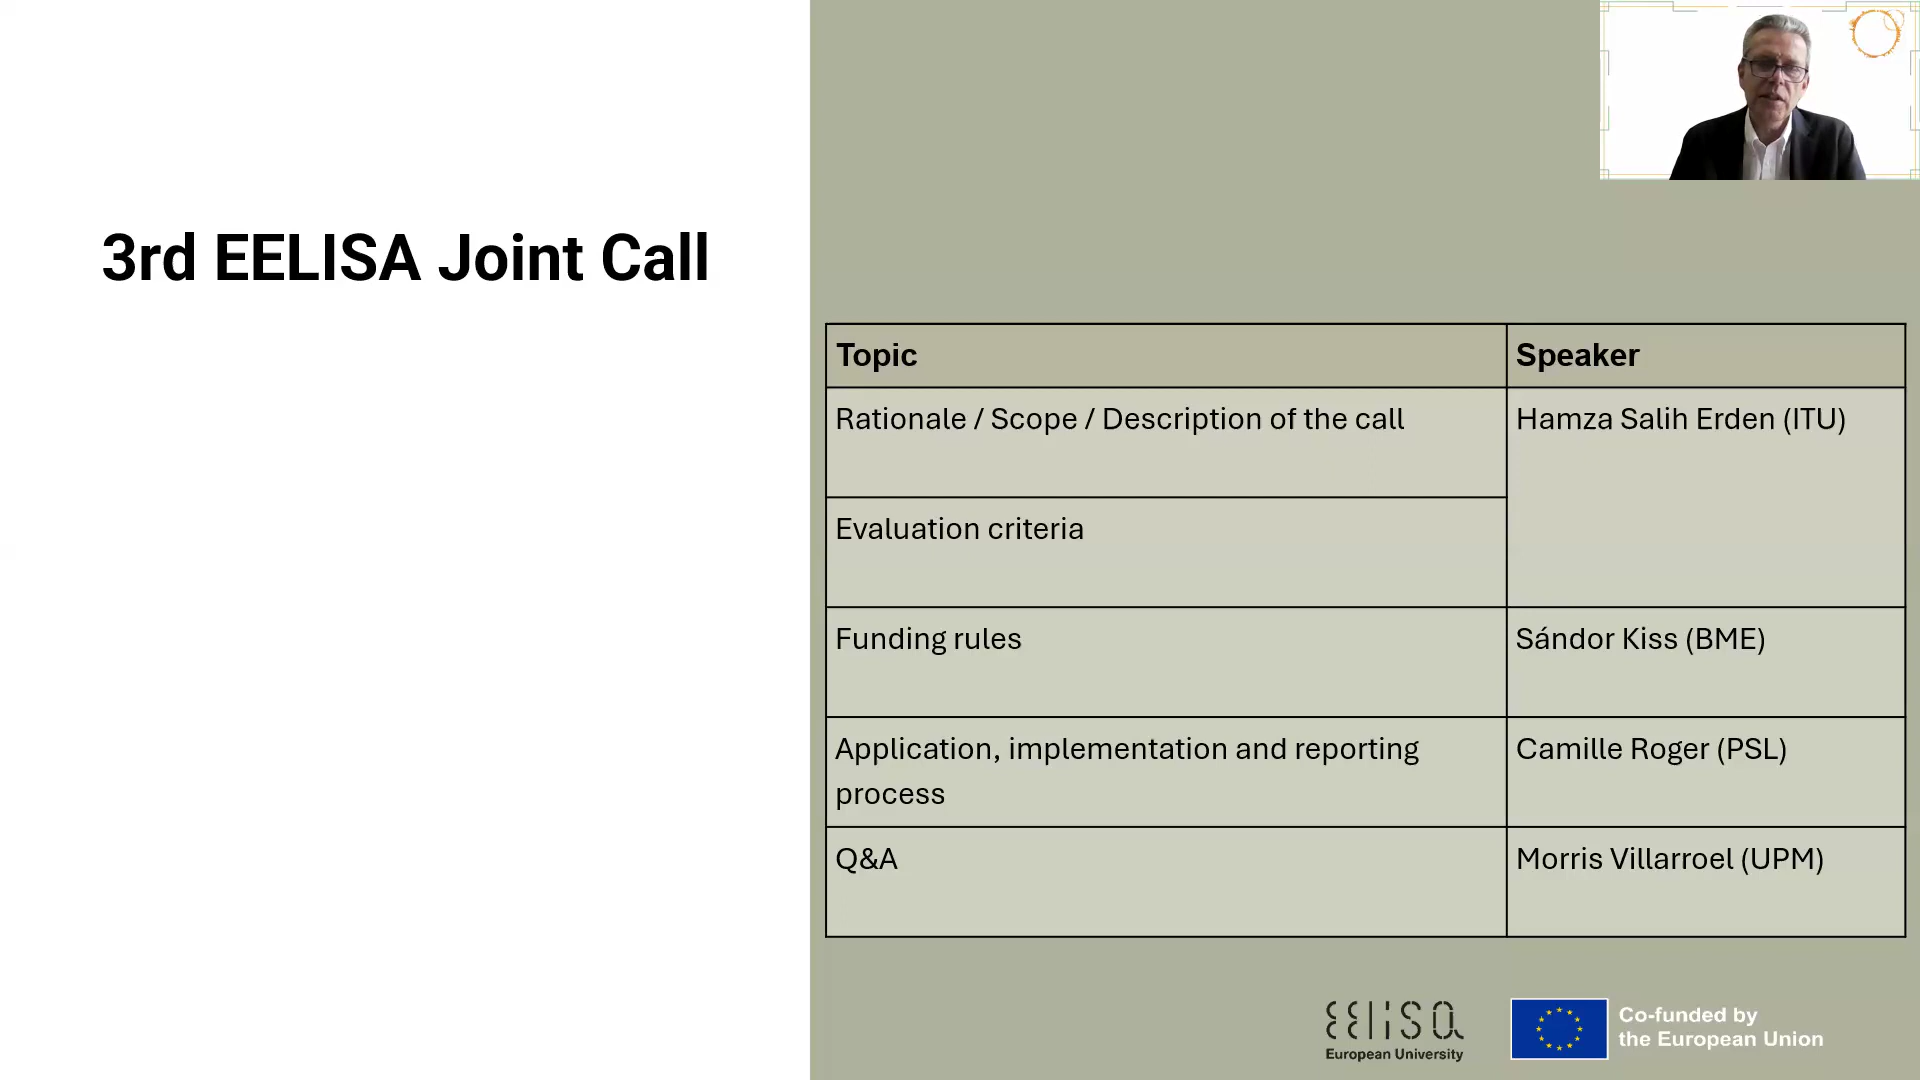 3rd EELISA Joint Call
Topic
Speaker
Rationale / Scope / Description of the call
Hamza Salih Erden (ITU)
Evaluation criteria
Funding rules
Sándor Kiss (BME)
Application, implementation and reporting
process
Camille Roger (PSL)
Q&A
Morris Villarroel (UPM)
EELISA
European University
Co-funded by
the European Union